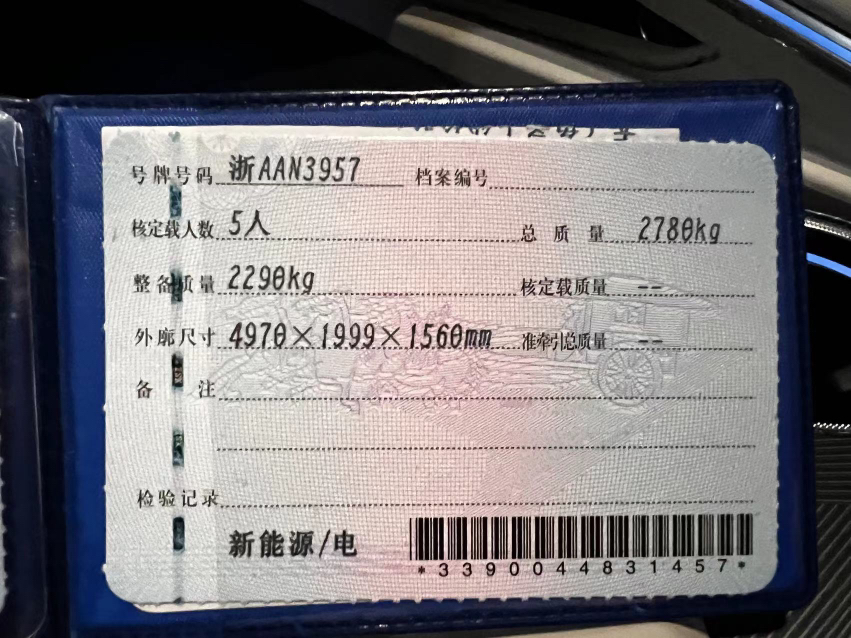 号牌号码 浙AAN3957 档案编号
核定载人数 5人 总质量 2780kg
整备质量 2290kg 核定载质量 --
外廓尺寸 4970×1999×1560mm 准牵引总质量 --
备注
检验记录
新能源/电
*3390044831457*